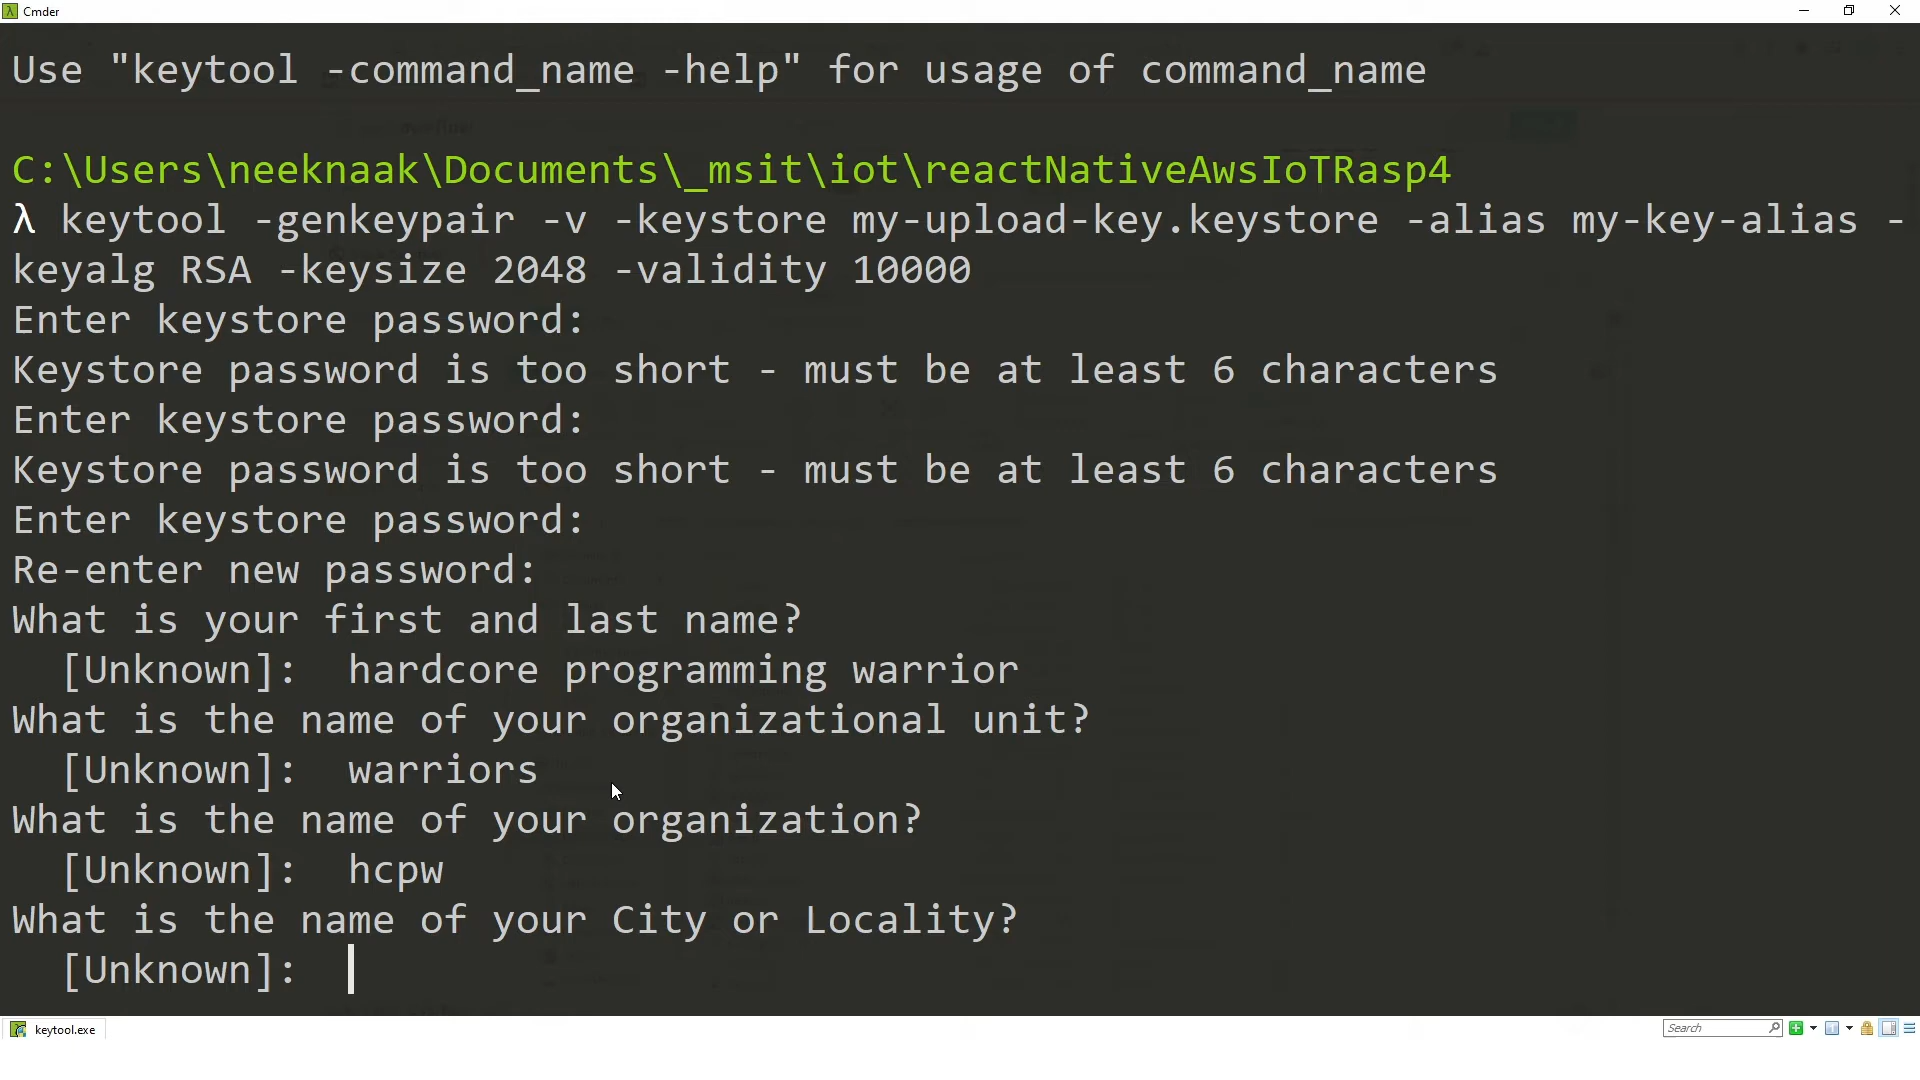 Cmder
Use "keytool -command_name -help" for usage of command_name
C:\Users\neeknaak\Documents\_msit\iot\reactNativeAwsIoTRasp4
λ keytool -genkeypair -v -keystore my-upload-key.keystore -alias my-key-alias -
keyalg RSA -keysize 2048 -validity 10000
Enter keystore password:
Keystore password is too short - must be at least 6 characters
Enter keystore password:
Keystore password is too short - must be at least 6 characters
Enter keystore password:
Re-enter new password:
What is your first and last name?
[Unknown]:  hardcore programming warrior
What is the name of your organizational unit?
[Unknown]:  warriors
What is the name of your organization?
[Unknown]:  hcpw
What is the name of your City or Locality?
[Unknown]:
keytool.exe
Search